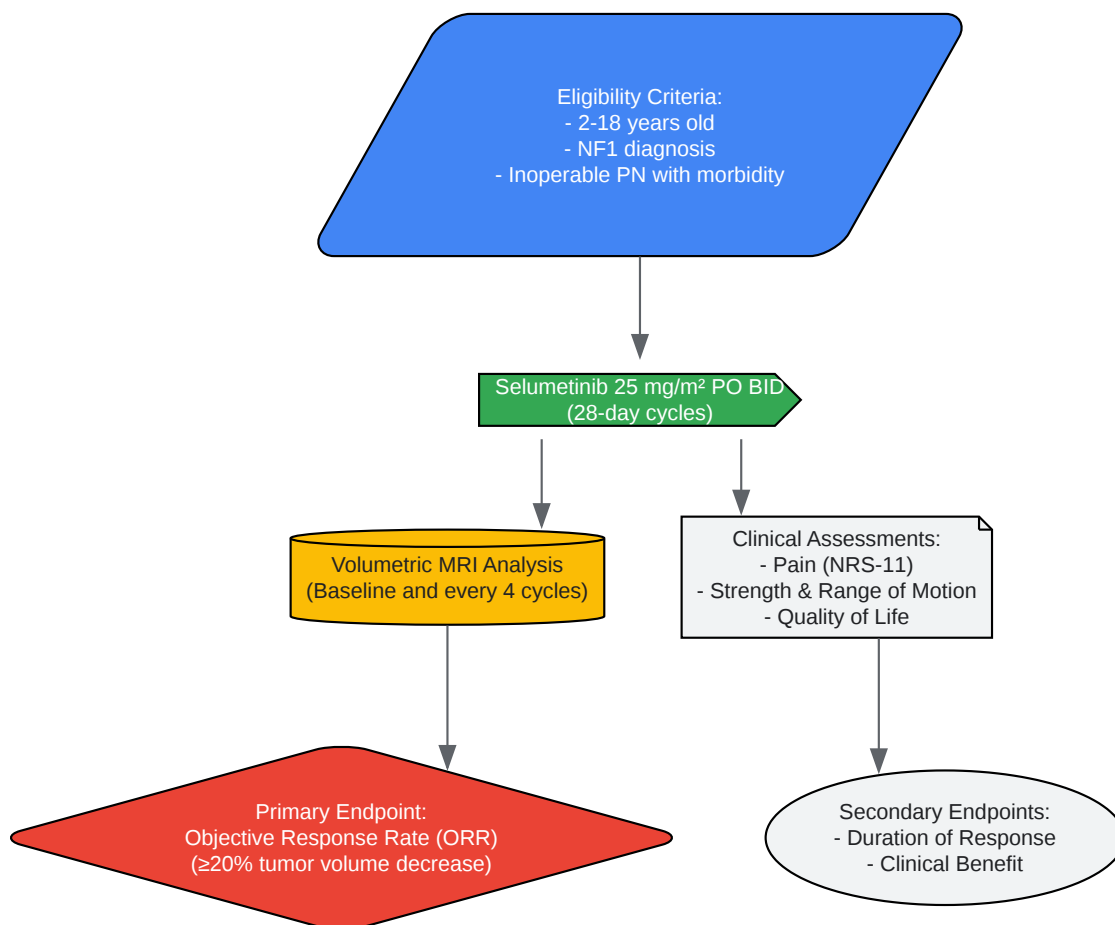 Eligibility Criteria:
- 2-18 years old
- NF1 diagnosis
- Inoperable PN with morbidity
Selumetinib 25 mg/m² PO BID
(28-day cycles)
Volumetric MRI Analysis
(Baseline and every 4 cycles)
Clinical Assessments:
- Pain (NRS-11)
- Strength & Range of Motion
- Quality of Life
Primary Endpoint:
Objective Response Rate (ORR)
(≥20% tumor volume decrease)
Secondary Endpoints:
- Duration of Response
- Clinical Benefit